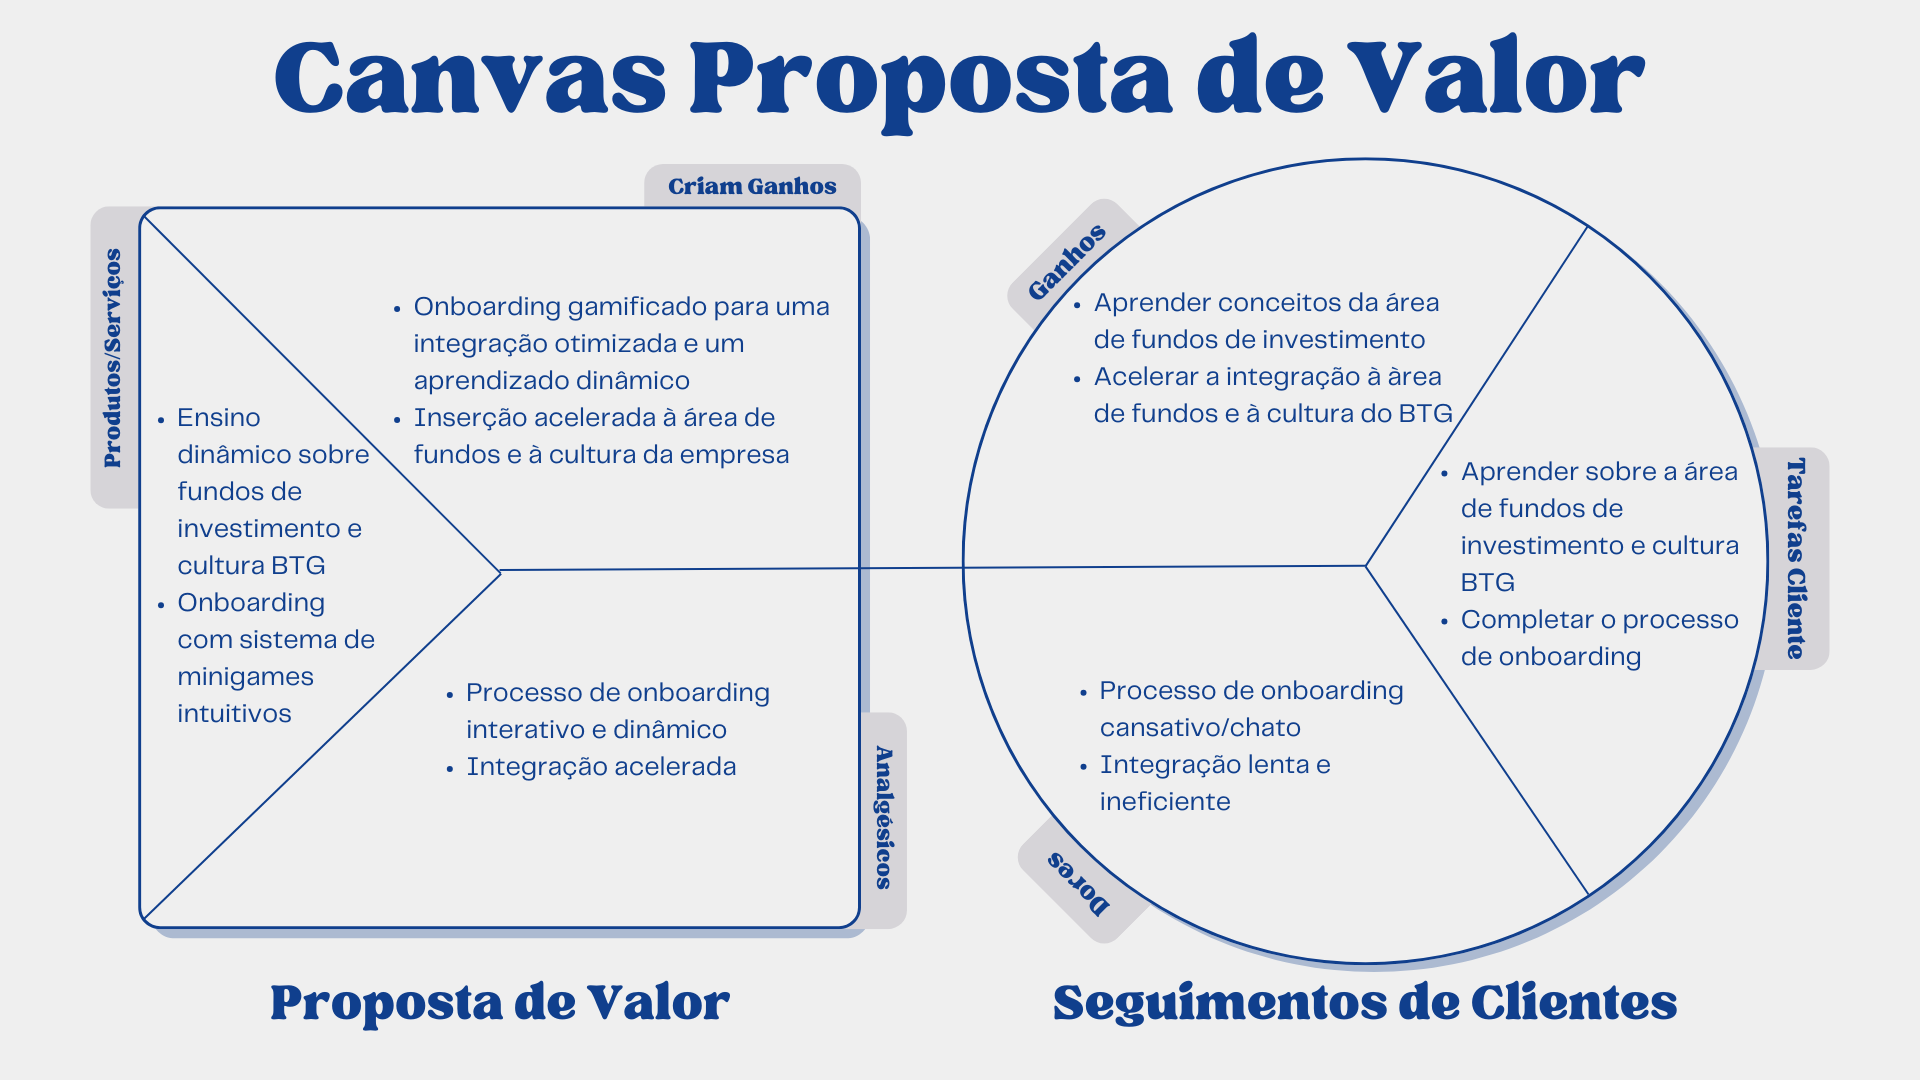 Canvas Proposta de Valor
Criam Ganhos
Produtos/Serviços
• Onboarding gamificado para uma
integração otimizada e um
aprendizado dinâmico
• Inserção acelerada à área de
fundos e à cultura da empresa
• Ensino
dinâmico sobre
fundos de
investimento e
cultura BTG
• Onboarding
com sistema de
minigames
intuitivos
• Processo de onboarding
interativo e dinâmico
• Integração acelerada
Analgésicos
Proposta de Valor
Ganhos
• Aprender conceitos da área
de fundos de investimento
• Acelerar a integração à àrea
de fundos e à cultura do BTG
• Aprender sobre a área
de fundos de
investimento e cultura
BTG
• Completar o processo
de onboarding
Tarefas Cliente
• Processo de onboarding
cansativo/chato
• Integração lenta e
ineficiente
Dores
Seguimentos de Clientes